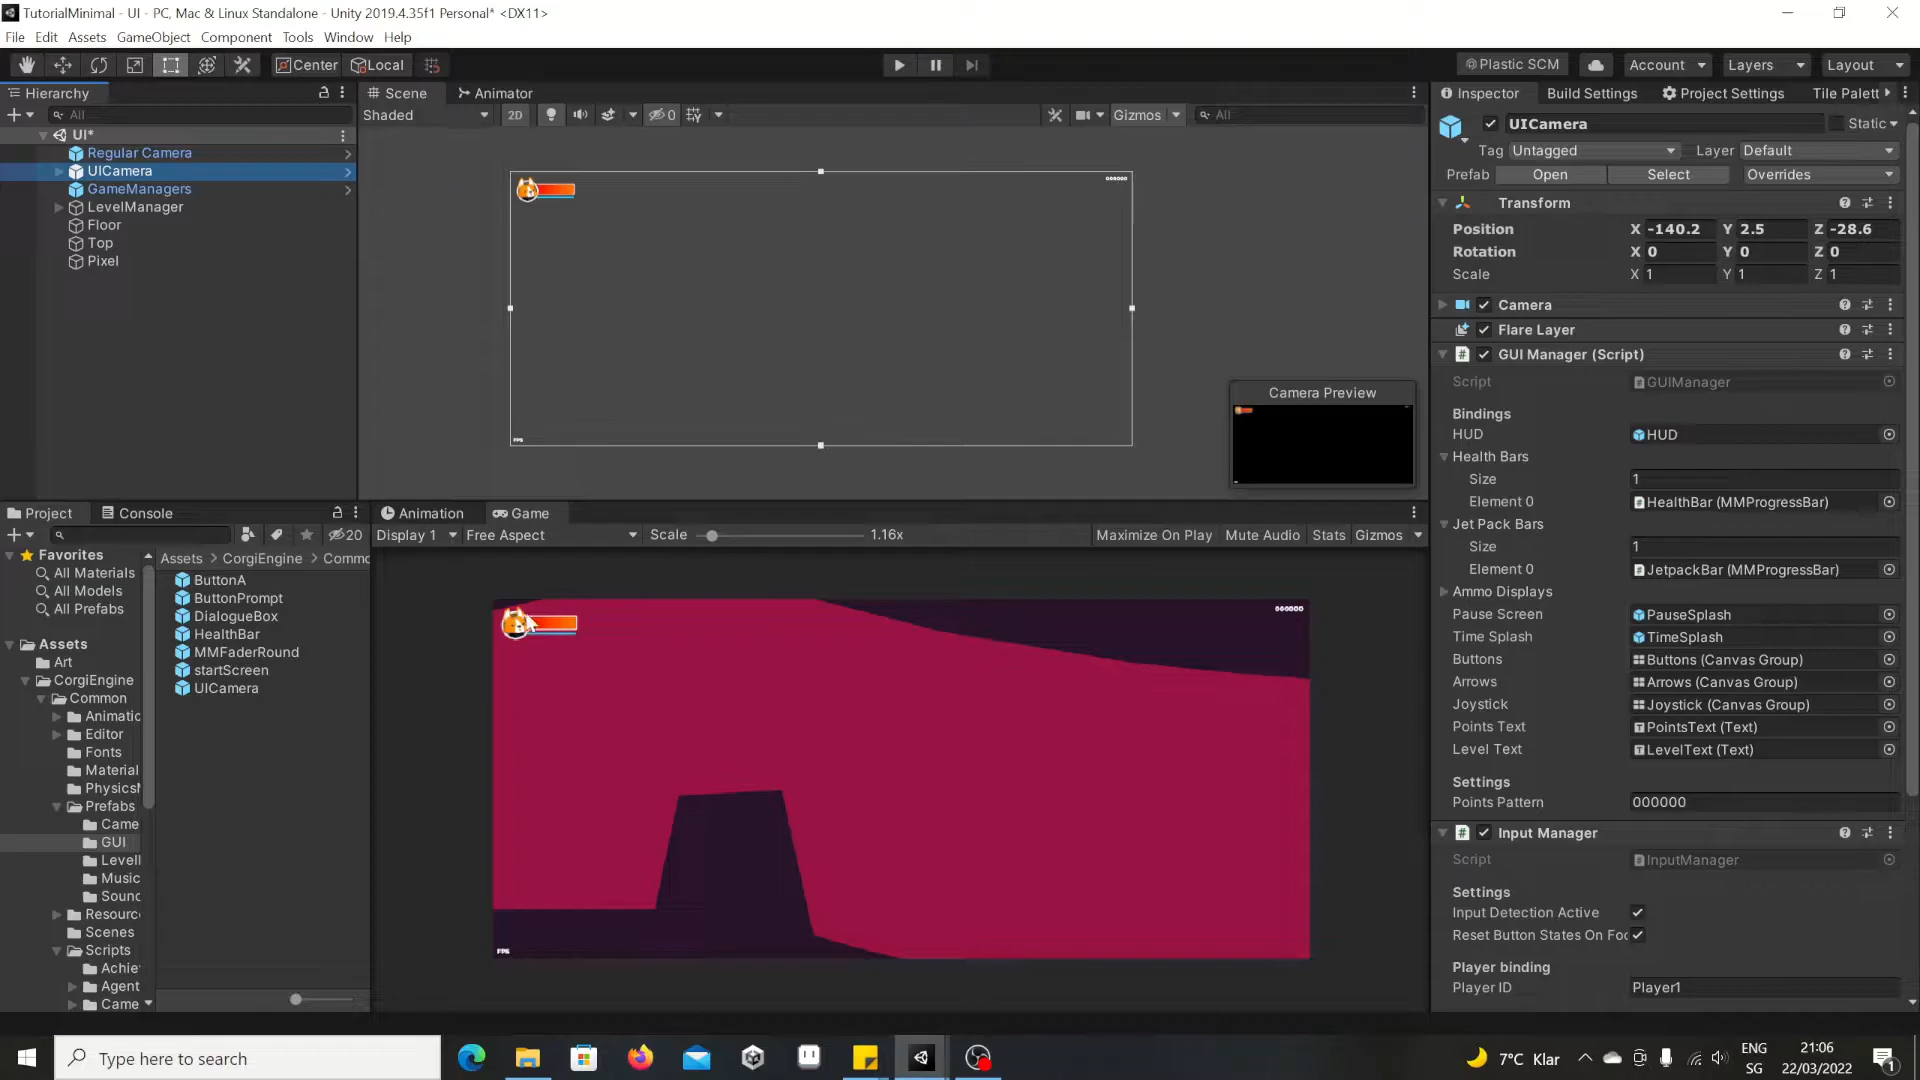 TutorialMinimal - UI - PC, Mac & Linux Standalone - Unity 2019.4.35f1 Personal* <DX11>
File Edit Assets GameObject Component Tools Window Help
Center Local Plastic SCM Account Layers Layout
Hierarchy
All
UI*
Regular Camera
UICamera
GameManagers
LevelManager
Floor
Top
Pixel
Scene Animator
Shaded 2D 0 Gizmos All
000000
FPS
Camera Preview
Inspector Build Settings Project Settings Tile Palett
UICamera Static
Tag Untagged Layer Default
Prefab Open Select Overrides
Transform
Position X -140.2 Y 2.5 Z -28.6
Rotation X 0 Y 0 Z 0
Scale X 1 Y 1 Z 1
Camera
Flare Layer
GUI Manager (Script)
Script GUIManager
Bindings
HUD HUD
Health Bars
Size 1
Element 0 HealthBar (MMProgressBar)
Jet Pack Bars
Size 1
Element 0 JetpackBar (MMProgressBar)
Ammo Displays
Pause Screen PauseSplash
Time Splash TimeSplash
Buttons Buttons (Canvas Group)
Arrows Arrows (Canvas Group)
Joystick Joystick (Canvas Group)
Points Text PointsText (Text)
Level Text LevelText (Text)
Settings
Points Pattern 000000
Input Manager
Script InputManager
Settings
Input Detection Active
Reset Button States On Foc
Player binding
Player ID Player1
Project Console
20
Favorites
All Materials
All Models
All Prefabs
Assets
Art
CorgiEngine
Common
Animatic
Editor
Fonts
Material
PhysicsI
Prefabs
Came
GUI
Levell
Music
Sound
Resourc
Scenes
Scripts
Achie
Agent
Came
Assets > CorgiEngine > Commo
ButtonA
ButtonPrompt
DialogueBox
HealthBar
MMFaderRound
startScreen
UICamera
Animation Game
Display 1 Free Aspect Scale 1.16x Maximize On Play Mute Audio Stats Gizmos
000000
FPS
Type here to search
7°C Klar
ENG
SG
21:06
22/03/2022
1